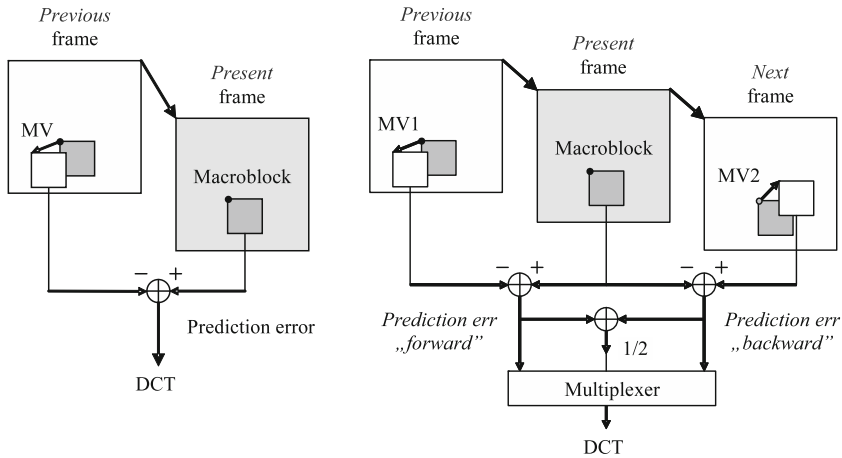 Previous
frame
Present
frame
MV
Macroblock
− +
Prediction error
DCT
Previous
frame
Present
frame
Next
frame
MV1
Macroblock
MV2
− +
− +
Prediction err
„forward”
Prediction err
„backward”
1/2
Multiplexer
DCT